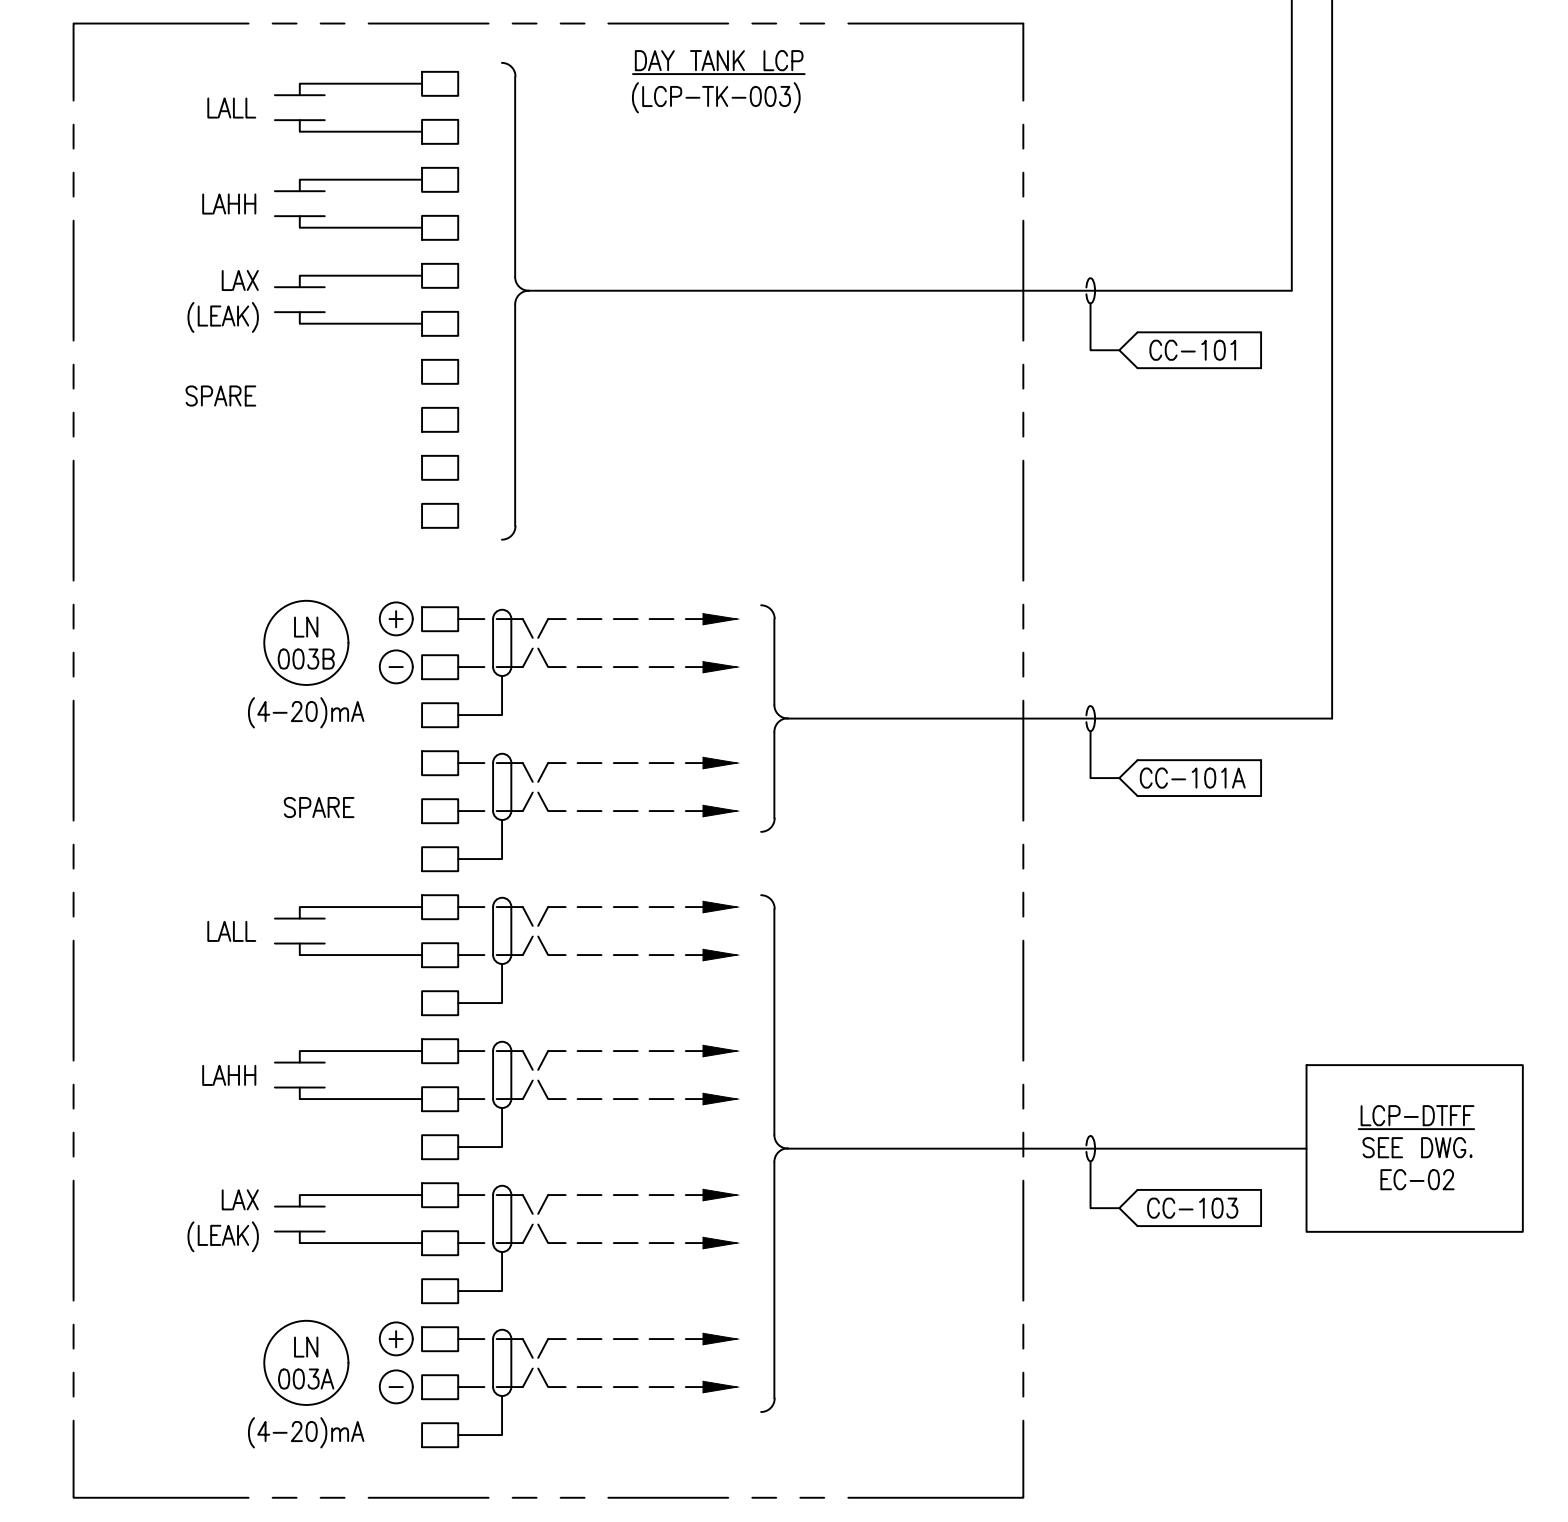 DAY TANK LCP
(LCP-TK-003)
LALL
LAHH
LAX
(LEAK)
SPARE
CC-101
+
LN
003B
-
(4-20)mA
SPARE
CC-101A
LALL
LAHH
LAX
(LEAK)
LCP-DTFF
SEE DWG.
EC-02
CC-103
+
LN
003A
-
(4-20)mA